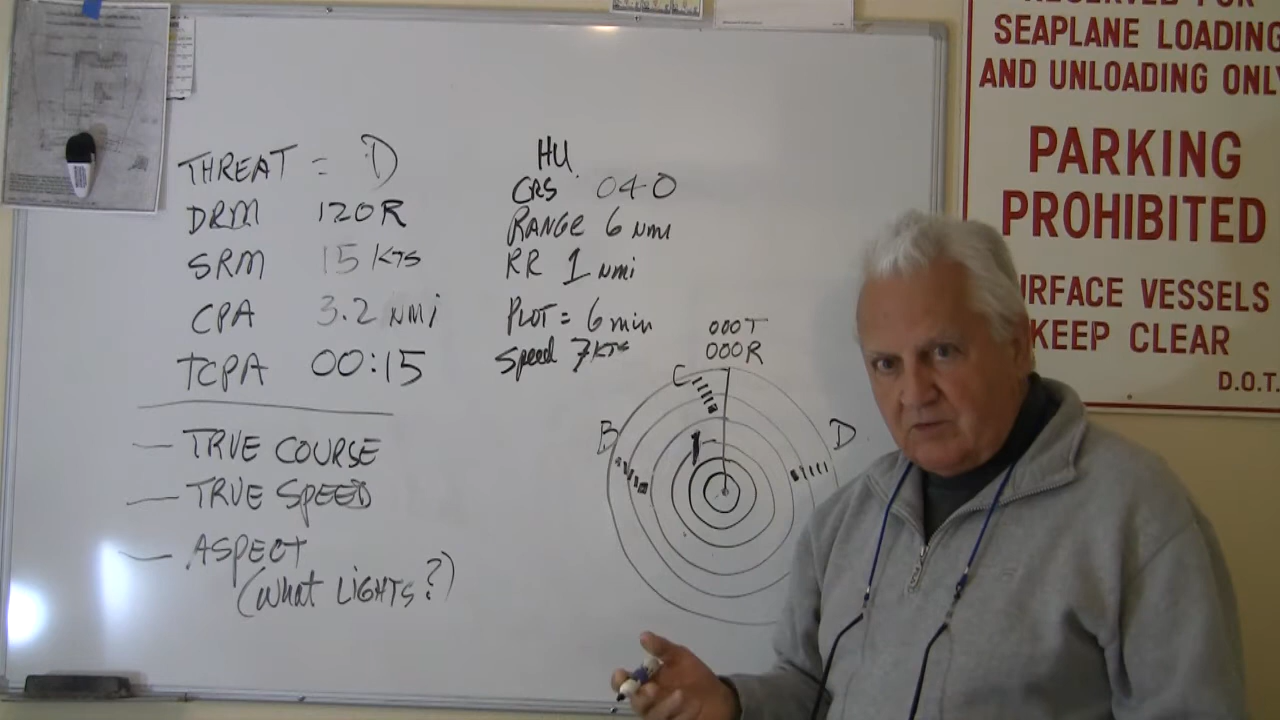 THREAT = D
DRM 120R
SRM 15 KTS
CPA 3.2 NMi
TCPA 00:15
— TRUE COURSE
— TRUE SPEED
— ASPECT
(WHAT LIGHTS?)
HU.
CRS 040
RANGE 6 NMi
RR 1 NMi
PLOT = 6 min
Speed 7 KTS
000T
000R
C
B
D
RESERVED FOR
SEAPLANE LOADING
AND UNLOADING ONLY
PARKING
PROHIBITED
URFACE VESSELS
KEEP CLEAR
D.O.T.